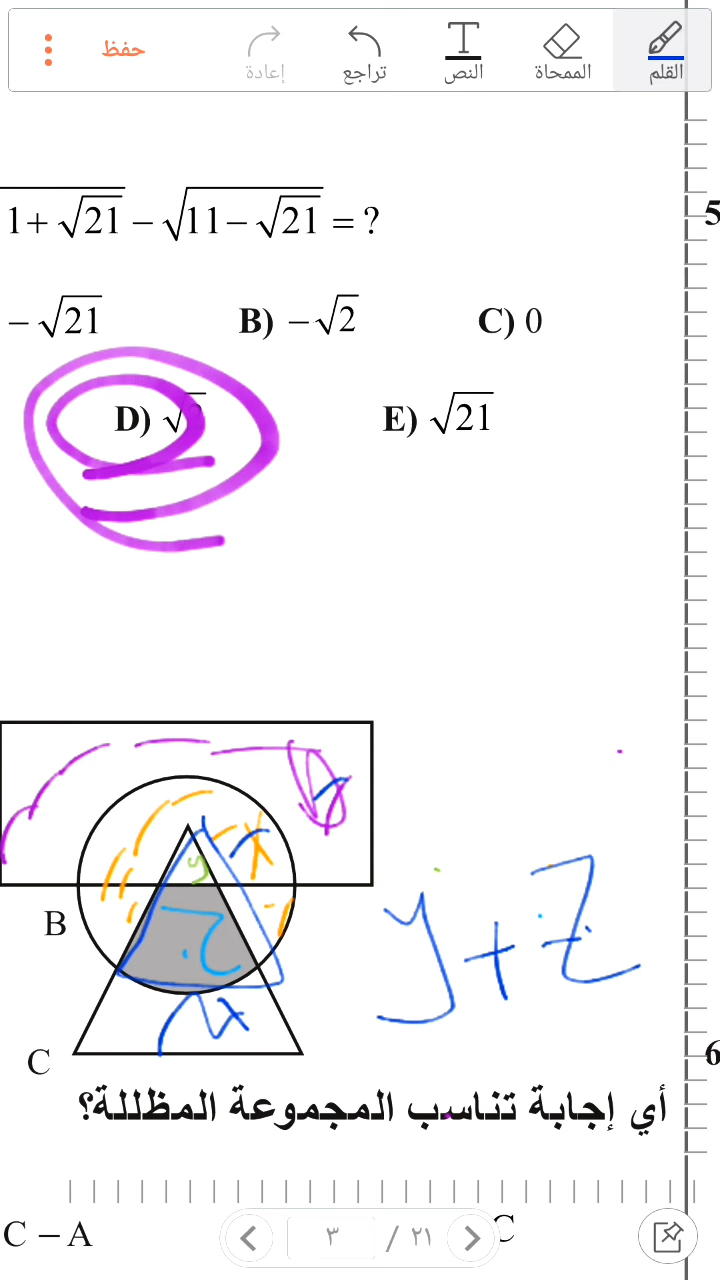 حفظ إعادة تراجع النص الممحاة القلم
5
1+√21 − √11−√21 = ?
− √21 B) −√2 C) 0
D) √ E) √21
y
x
z
B
y+z
x
C
6
أي إجابة تناسب المجموعة المظللة؟
C − A
٣ / ٢١